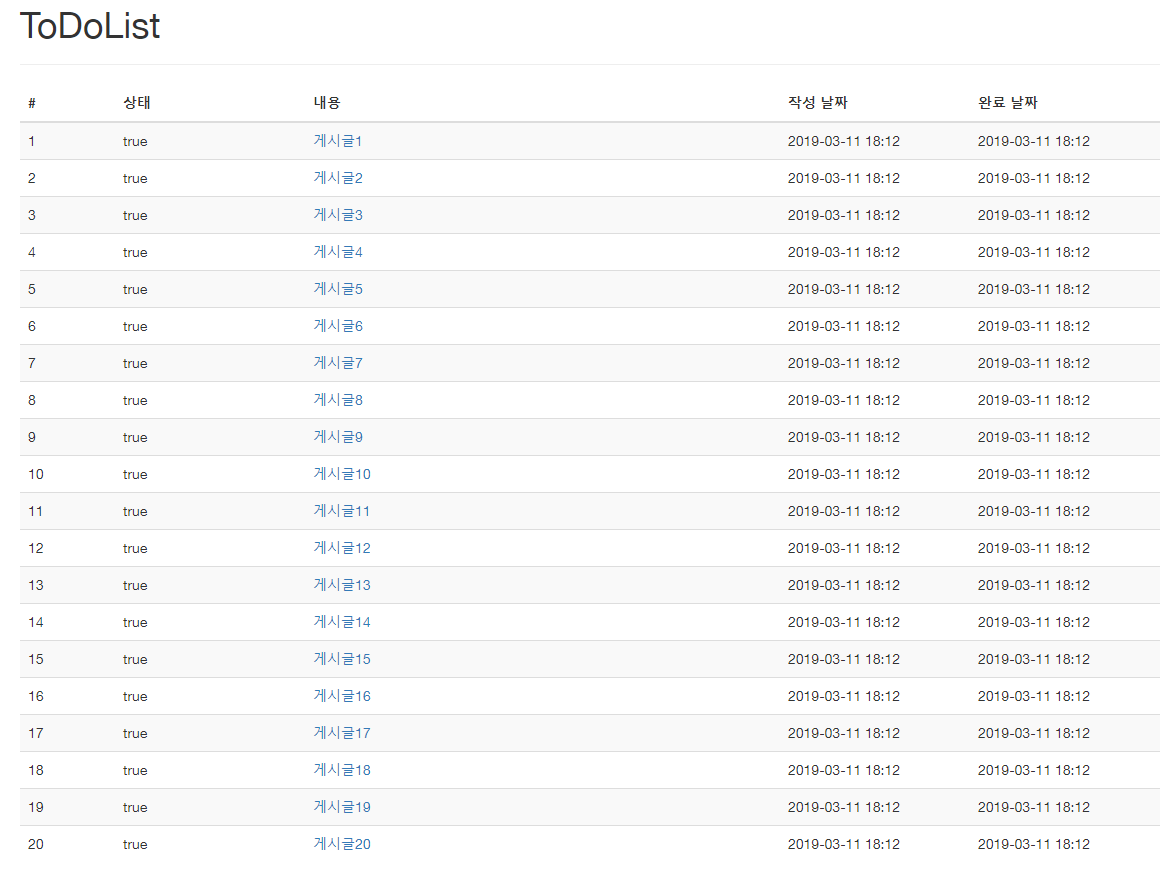 ToDoList
# 상태 내용 작성 날짜 완료 날짜
1 true 게시글1 2019-03-11 18:12 2019-03-11 18:12
2 true 게시글2 2019-03-11 18:12 2019-03-11 18:12
3 true 게시글3 2019-03-11 18:12 2019-03-11 18:12
4 true 게시글4 2019-03-11 18:12 2019-03-11 18:12
5 true 게시글5 2019-03-11 18:12 2019-03-11 18:12
6 true 게시글6 2019-03-11 18:12 2019-03-11 18:12
7 true 게시글7 2019-03-11 18:12 2019-03-11 18:12
8 true 게시글8 2019-03-11 18:12 2019-03-11 18:12
9 true 게시글9 2019-03-11 18:12 2019-03-11 18:12
10 true 게시글10 2019-03-11 18:12 2019-03-11 18:12
11 true 게시글11 2019-03-11 18:12 2019-03-11 18:12
12 true 게시글12 2019-03-11 18:12 2019-03-11 18:12
13 true 게시글13 2019-03-11 18:12 2019-03-11 18:12
14 true 게시글14 2019-03-11 18:12 2019-03-11 18:12
15 true 게시글15 2019-03-11 18:12 2019-03-11 18:12
16 true 게시글16 2019-03-11 18:12 2019-03-11 18:12
17 true 게시글17 2019-03-11 18:12 2019-03-11 18:12
18 true 게시글18 2019-03-11 18:12 2019-03-11 18:12
19 true 게시글19 2019-03-11 18:12 2019-03-11 18:12
20 true 게시글20 2019-03-11 18:12 2019-03-11 18:12